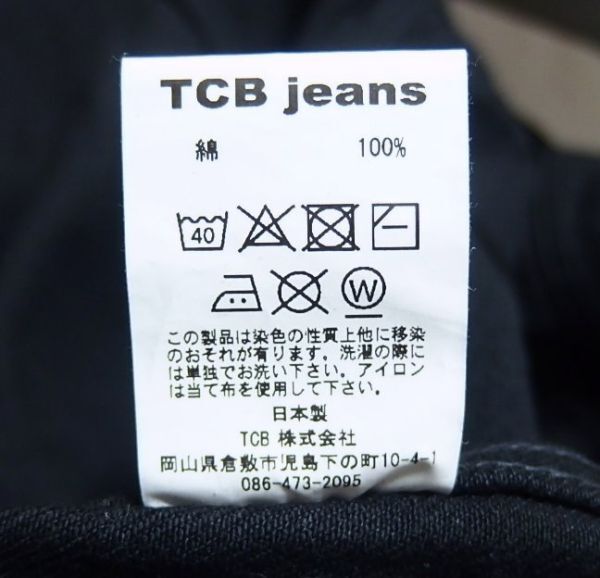 TCB jeans
綿 100%
40
W
この製品は染色の性質上他に移染
のおそれが有ります。洗濯の際に
は単独でお洗い下さい。アイロン
は当て布を使用して下さい。
日本製
TCB 株式会社
岡山県倉敷市児島下の町10-4-1
086-473-2095